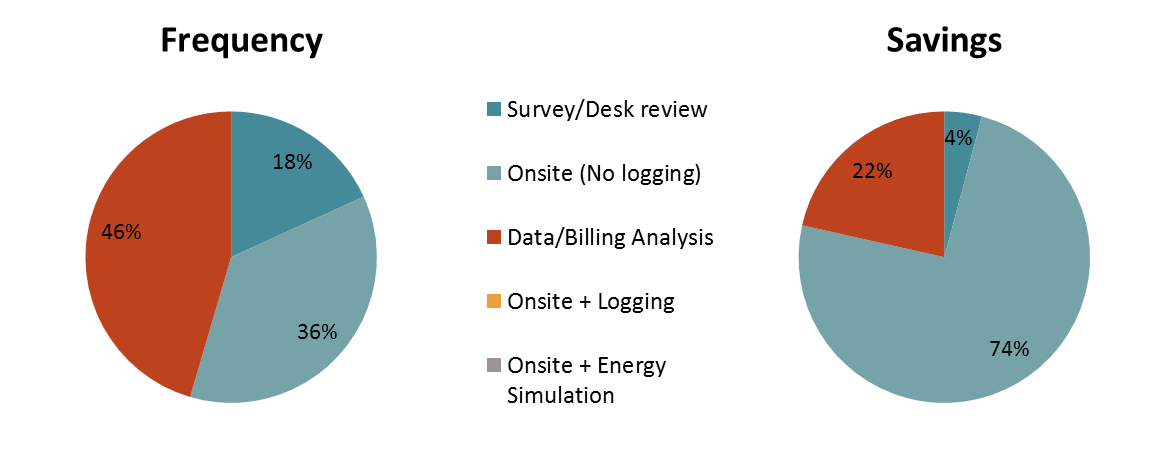 Frequency
18%
46%
36%
Survey/Desk review
Onsite (No logging)
Data/Billing Analysis
Onsite + Logging
Onsite + Energy
Simulation
Savings
4%
22%
74%